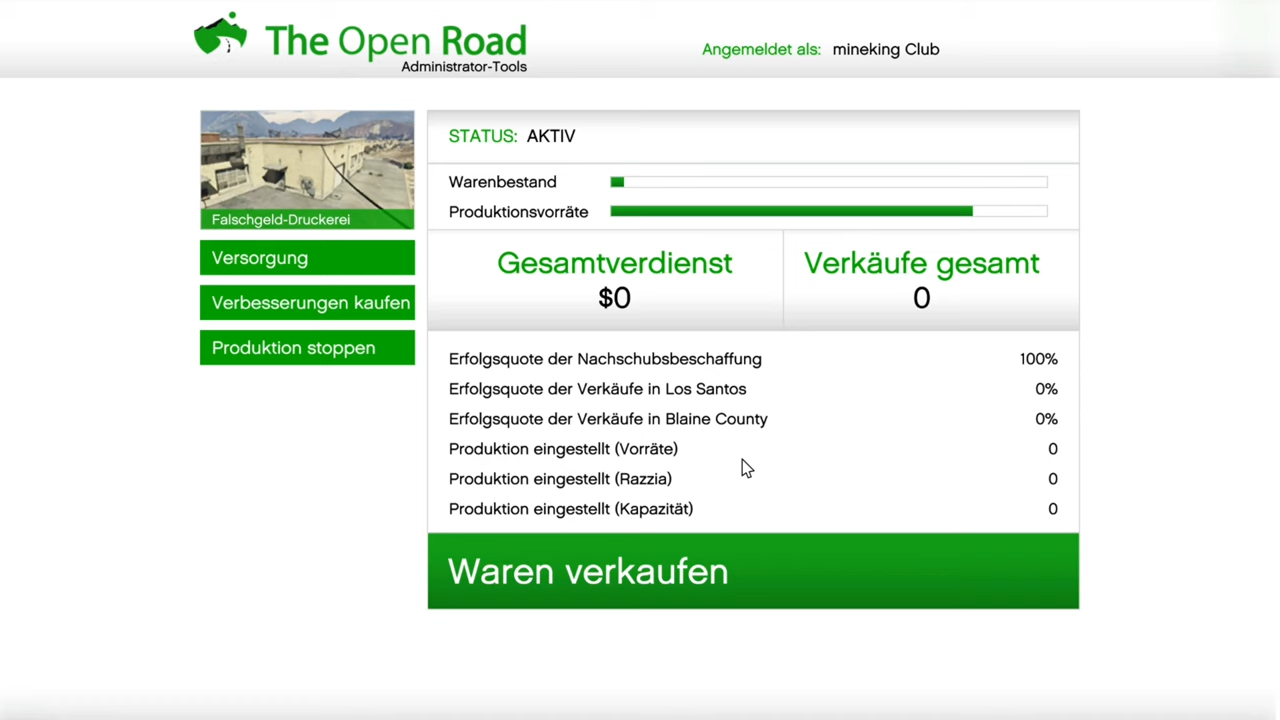 The Open Road
Administrator-Tools
Angemeldet als: mineking Club
Falschgeld-Druckerei
Versorgung
Verbesserungen kaufen
Produktion stoppen
STATUS: AKTIV
Warenbestand
Produktionsvorräte
Gesamtverdienst
$0
Verkäufe gesamt
0
Erfolgsquote der Nachschubsbeschaffung 100%
Erfolgsquote der Verkäufe in Los Santos 0%
Erfolgsquote der Verkäufe in Blaine County 0%
Produktion eingestellt (Vorräte) 0
Produktion eingestellt (Razzia) 0
Produktion eingestellt (Kapazität) 0
Waren verkaufen